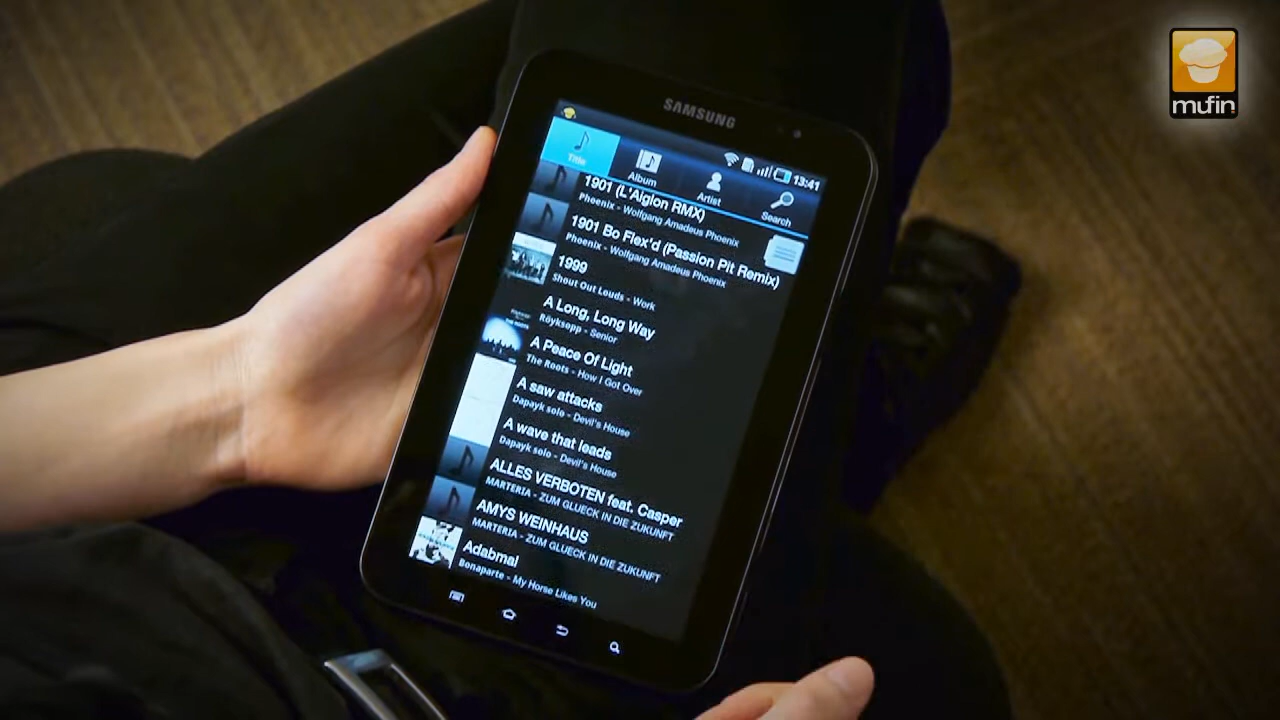 mufin
SAMSUNG
13:41
Title
Album
Artist
Search
1901 (L'Aiglon RMX)
Phoenix - Wolfgang Amadeus Phoenix
1901 Bo Flex'd (Passion Pit Remix)
Phoenix - Wolfgang Amadeus Phoenix
1999
Shout Out Louds - Work
A Long, Long Way
Röyksopp - Senior
A Peace Of Light
The Roots - How I Got Over
A saw attacks
Dapayk solo - Devil's House
A wave that leads
Dapayk solo - Devil's House
ALLES VERBOTEN feat. Casper
MARTERIA - ZUM GLUECK IN DIE ZUKUNFT
AMYS WEINHAUS
MARTERIA - ZUM GLUECK IN DIE ZUKUNFT
Adabmal
Bonaparte - My Horse Likes You